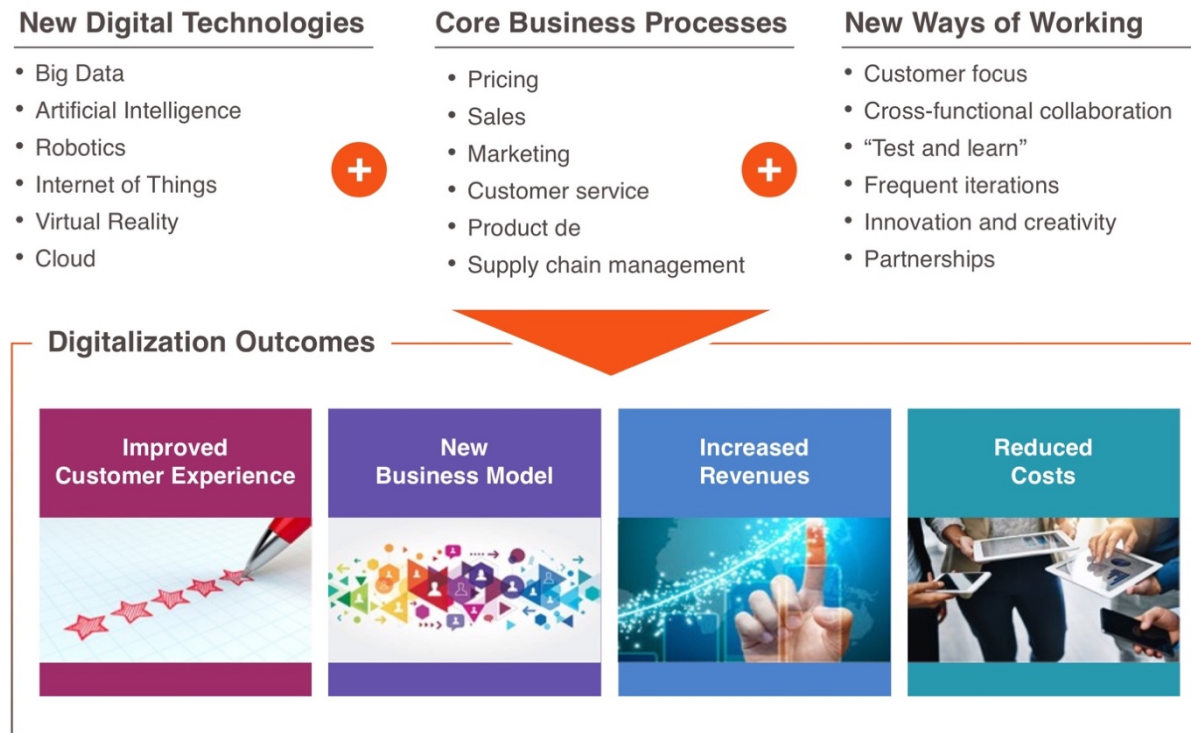 New Digital Technologies
• Big Data
• Artificial Intelligence
• Robotics
• Internet of Things
• Virtual Reality
• Cloud
+
Core Business Processes
• Pricing
• Sales
• Marketing
• Customer service
• Product de
• Supply chain management
+
New Ways of Working
• Customer focus
• Cross-functional collaboration
• “Test and learn”
• Frequent iterations
• Innovation and creativity
• Partnerships
Digitalization Outcomes
Improved
Customer Experience
New
Business Model
Increased
Revenues
Reduced
Costs